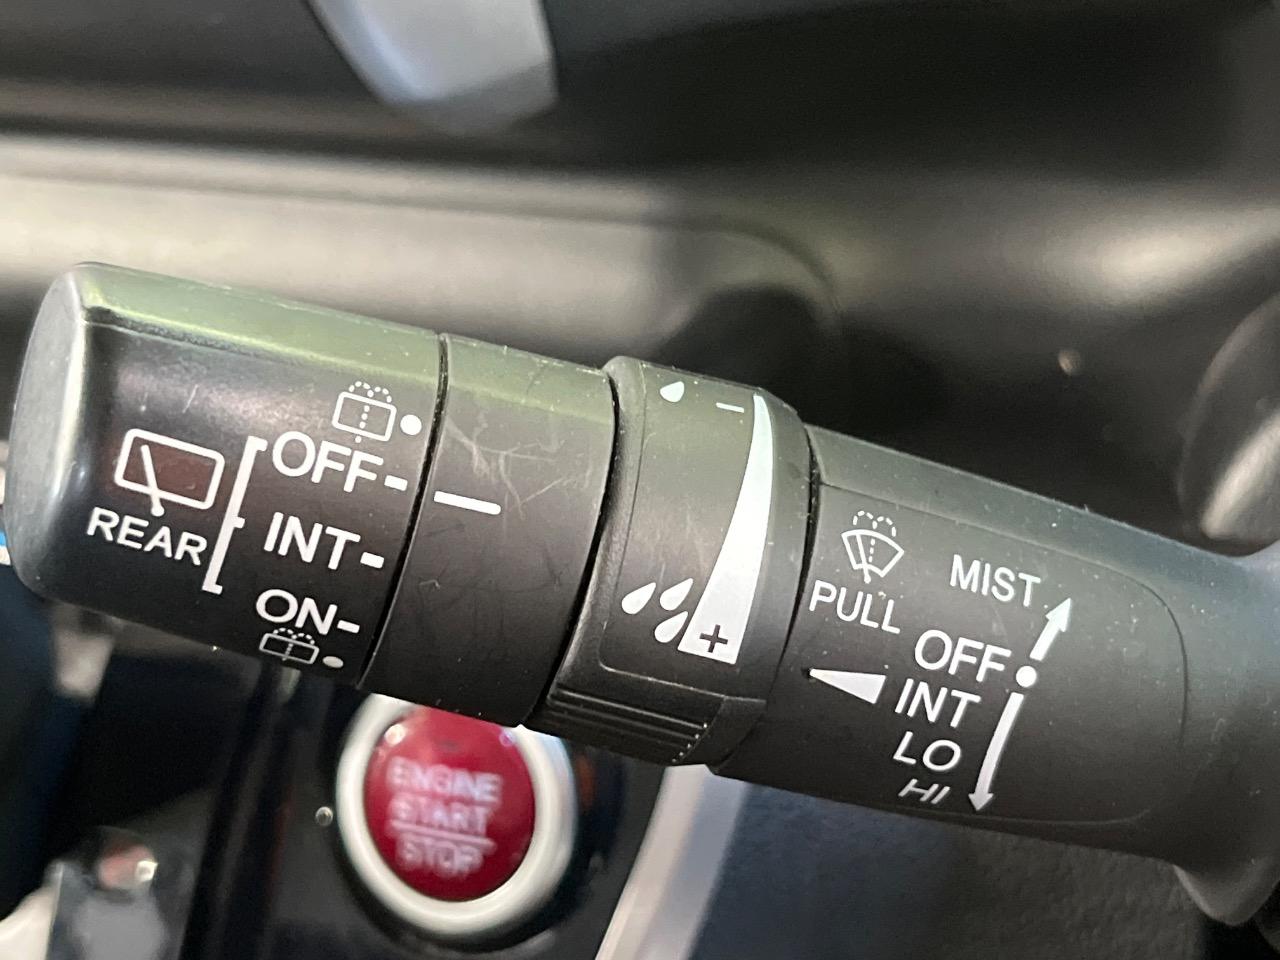 OFF-
INT-
ON-
REAR
—
-
+
PULL
MIST
OFF
INT
LO
HI
ENGINE
START
STOP